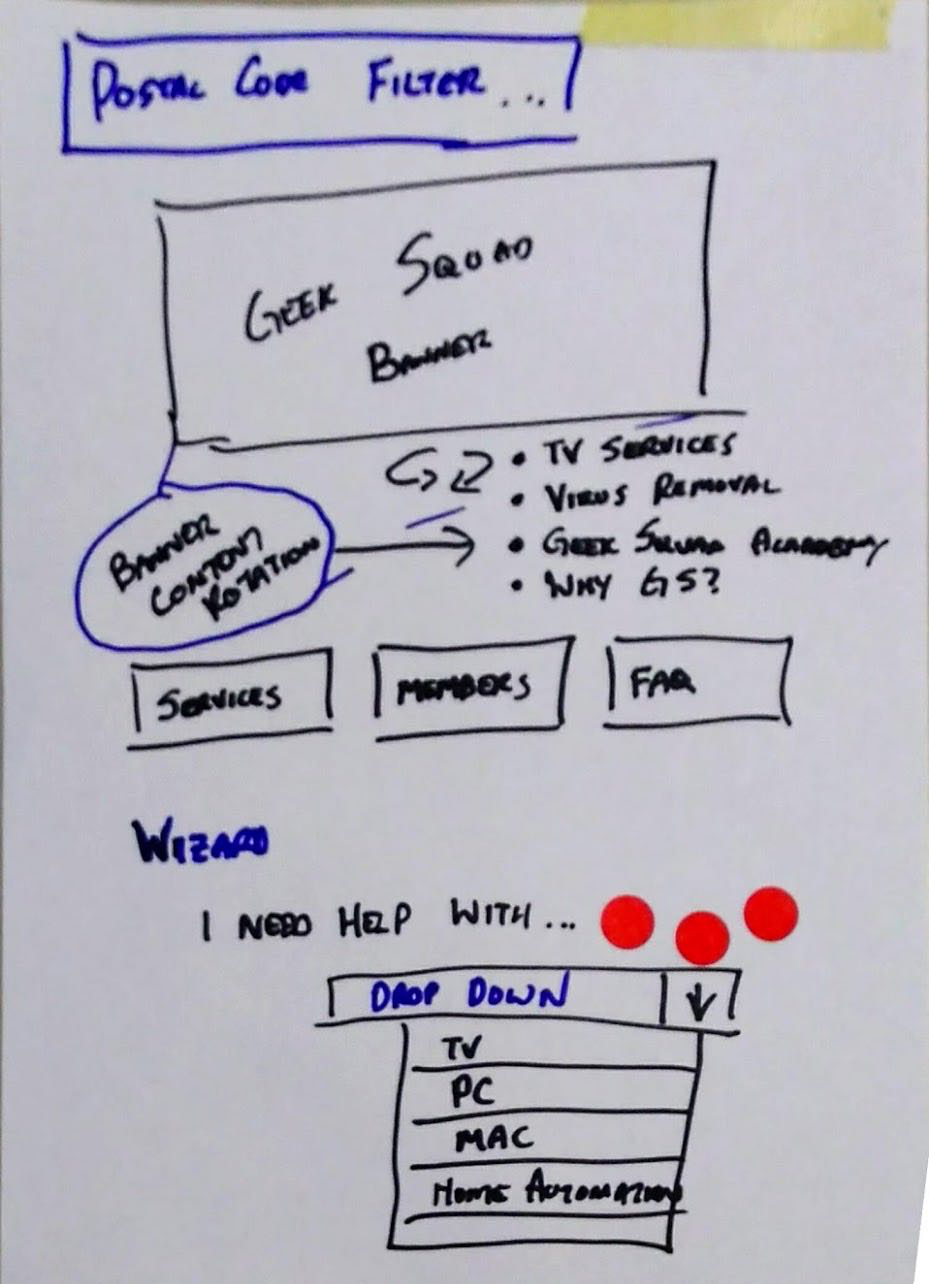 POSTAL CODE FILTER...
GEEK SQUAD
BANNER
BANNER
CONTENT
ROTATION
• TV SERVICES
• VIRUS REMOVAL
• GEEK SQUAD ACADEMY
• WHY GS?
SERVICES
MEMBERS
FAQ
WIZARD
I NEED HELP WITH...
DROP DOWN
TV
PC
MAC
HOME AUTOMATION